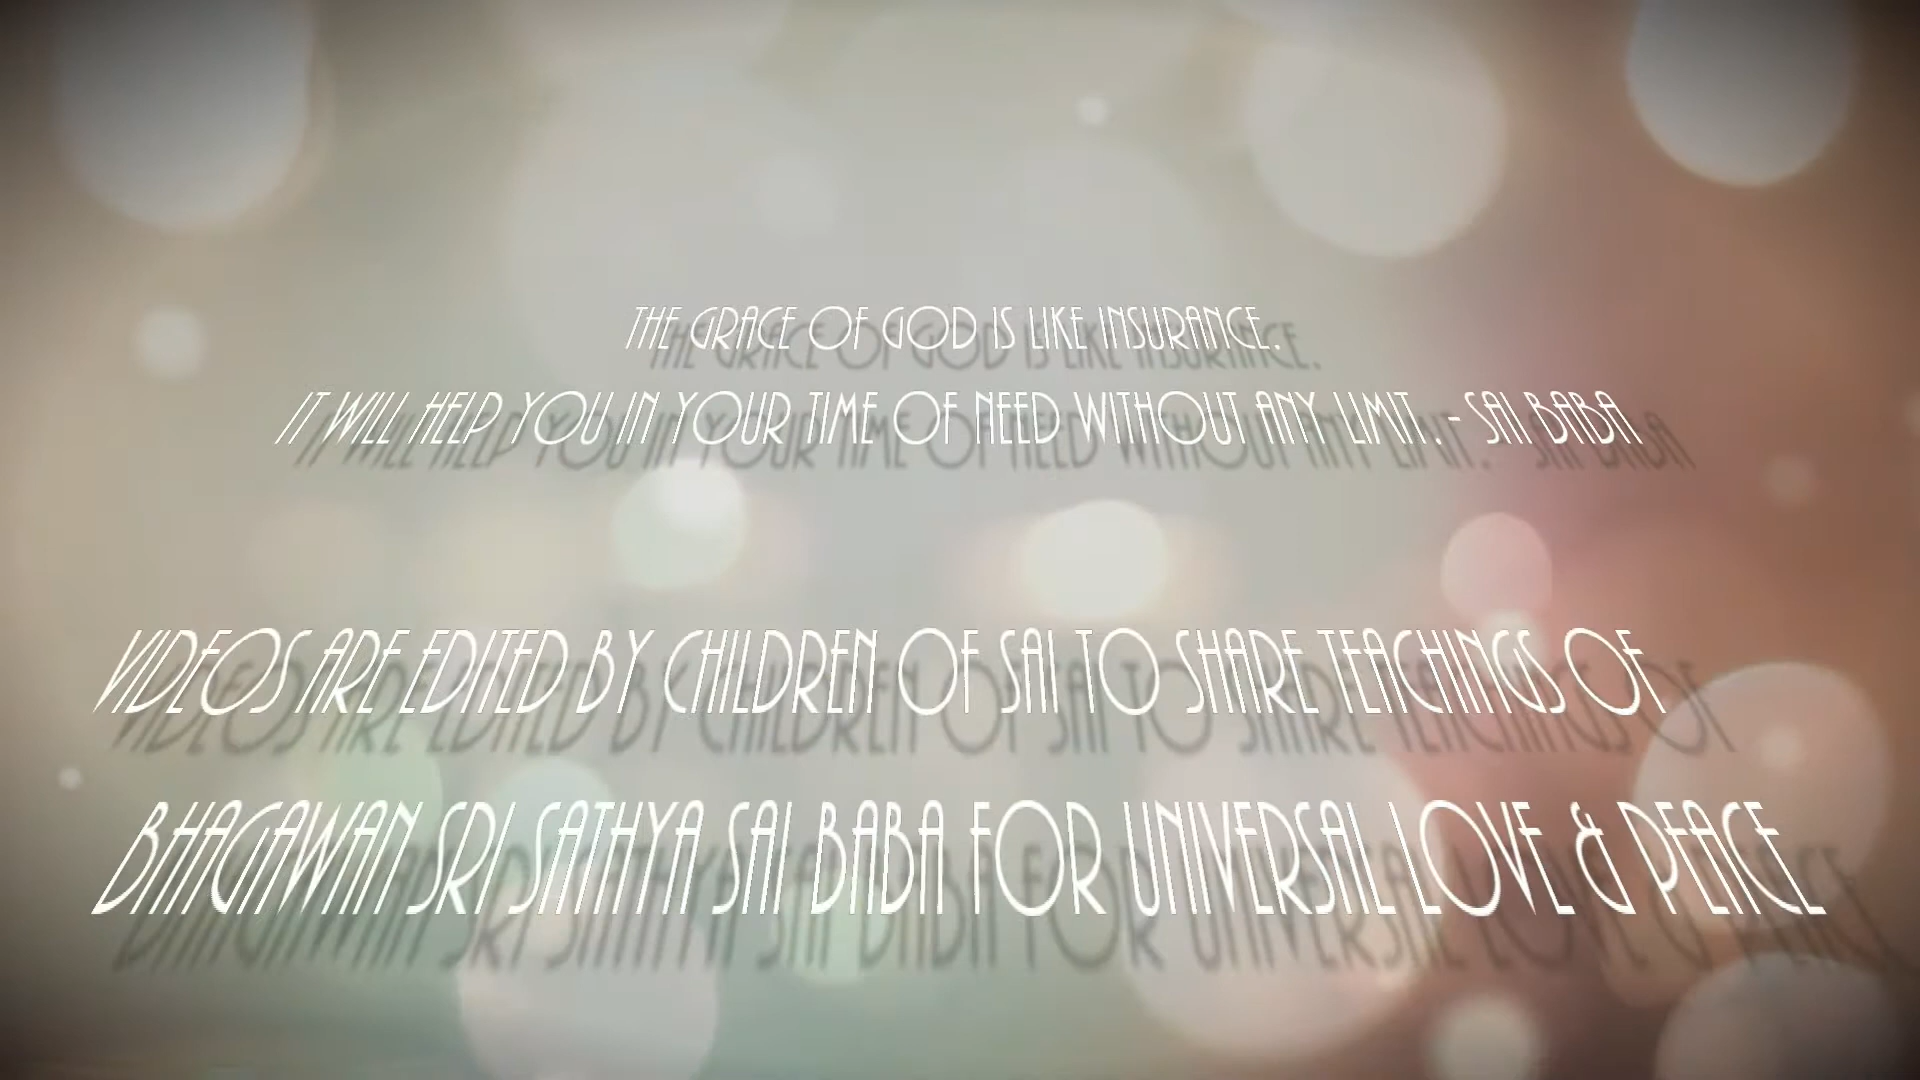 THE GRACE OF GOD IS LIKE INSURANCE.
IT WILL HELP YOU IN YOUR TIME OF NEED WITHOUT ANY LIMIT. - SAI BABA
VIDEOS ARE EDITED BY CHILDREN OF SAI TO SHARE TEACHINGS OF
BHAGAWAN SRI SATHYA SAI BABA FOR UNIVERSAL LOVE & PEACE